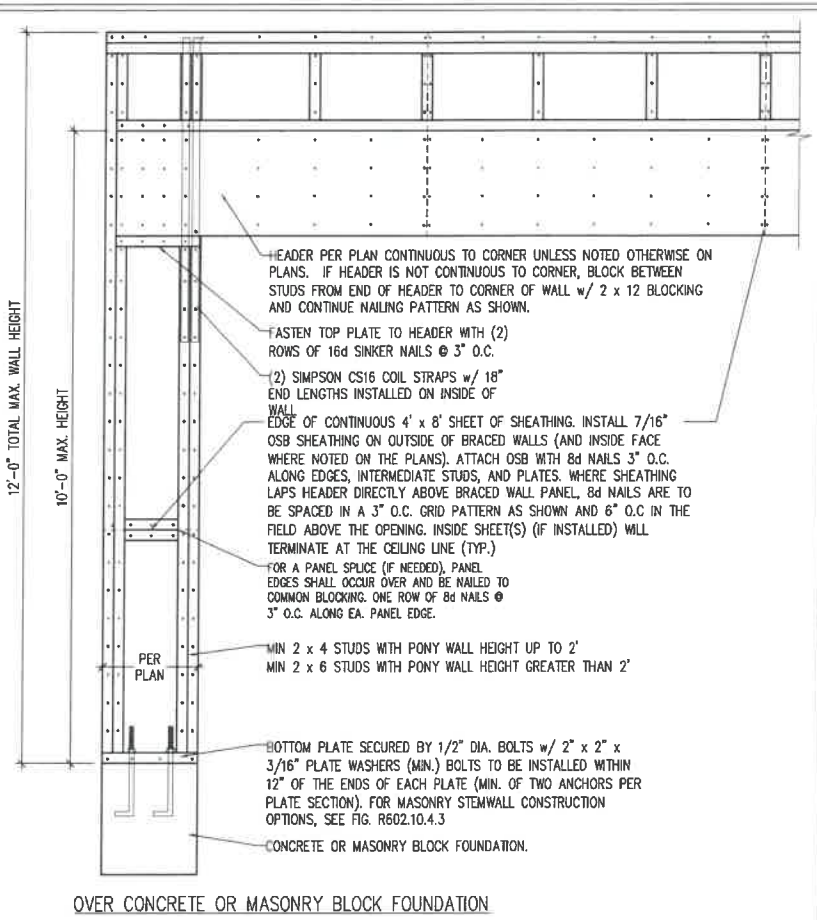 HEADER PER PLAN CONTINUOUS TO CORNER UNLESS NOTED OTHERWISE ON
PLANS. IF HEADER IS NOT CONTINUOUS TO CORNER, BLOCK BETWEEN
STUDS FROM END OF HEADER TO CORNER OF WALL w/ 2 x 12 BLOCKING
AND CONTINUE NAILING PATTERN AS SHOWN.
FASTEN TOP PLATE TO HEADER WITH (2)
ROWS OF 16d SINKER NAILS @ 3" O.C.
(2) SIMPSON CS16 COIL STRAPS w/ 18"
END LENGTHS INSTALLED ON INSIDE OF
WALL
EDGE OF CONTINUOUS 4' x 8' SHEET OF SHEATHING. INSTALL 7/16"
OSB SHEATHING ON OUTSIDE OF BRACED WALLS (AND INSIDE FACE
WHERE NOTED ON THE PLANS). ATTACH OSB WITH 8d NAILS 3" O.C.
ALONG EDGES, INTERMEDIATE STUDS, AND PLATES. WHERE SHEATHING
LAPS HEADER DIRECTLY ABOVE BRACED WALL PANEL, 8d NAILS ARE TO
BE SPACED IN A 3" O.C. GRID PATTERN AS SHOWN AND 6" O.C IN THE
FIELD ABOVE THE OPENING. INSIDE SHEET(S) (IF INSTALLED) WILL
TERMINATE AT THE CEILING LINE (TYP.)
FOR A PANEL SPLICE (IF NEEDED), PANEL
EDGES SHALL OCCUR OVER AND BE NAILED TO
COMMON BLOCKING. ONE ROW OF 8d NAILS @
3" O.C. ALONG EA. PANEL EDGE.
MIN 2 x 4 STUDS WITH PONY WALL HEIGHT UP TO 2'
MIN 2 x 6 STUDS WITH PONY WALL HEIGHT GREATER THAN 2'
BOTTOM PLATE SECURED BY 1/2" DIA. BOLTS w/ 2" x 2" x
3/16" PLATE WASHERS (MIN.) BOLTS TO BE INSTALLED WITHIN
12" OF THE ENDS OF EACH PLATE (MIN. OF TWO ANCHORS PER
PLATE SECTION). FOR MASONRY STEMWALL CONSTRUCTION
OPTIONS, SEE FIG. R602.10.4.3
CONCRETE OR MASONRY BLOCK FOUNDATION.
12'-0" TOTAL MAX. WALL HEIGHT
10'-0" MAX. HEIGHT
PER
PLAN
OVER CONCRETE OR MASONRY BLOCK FOUNDATION